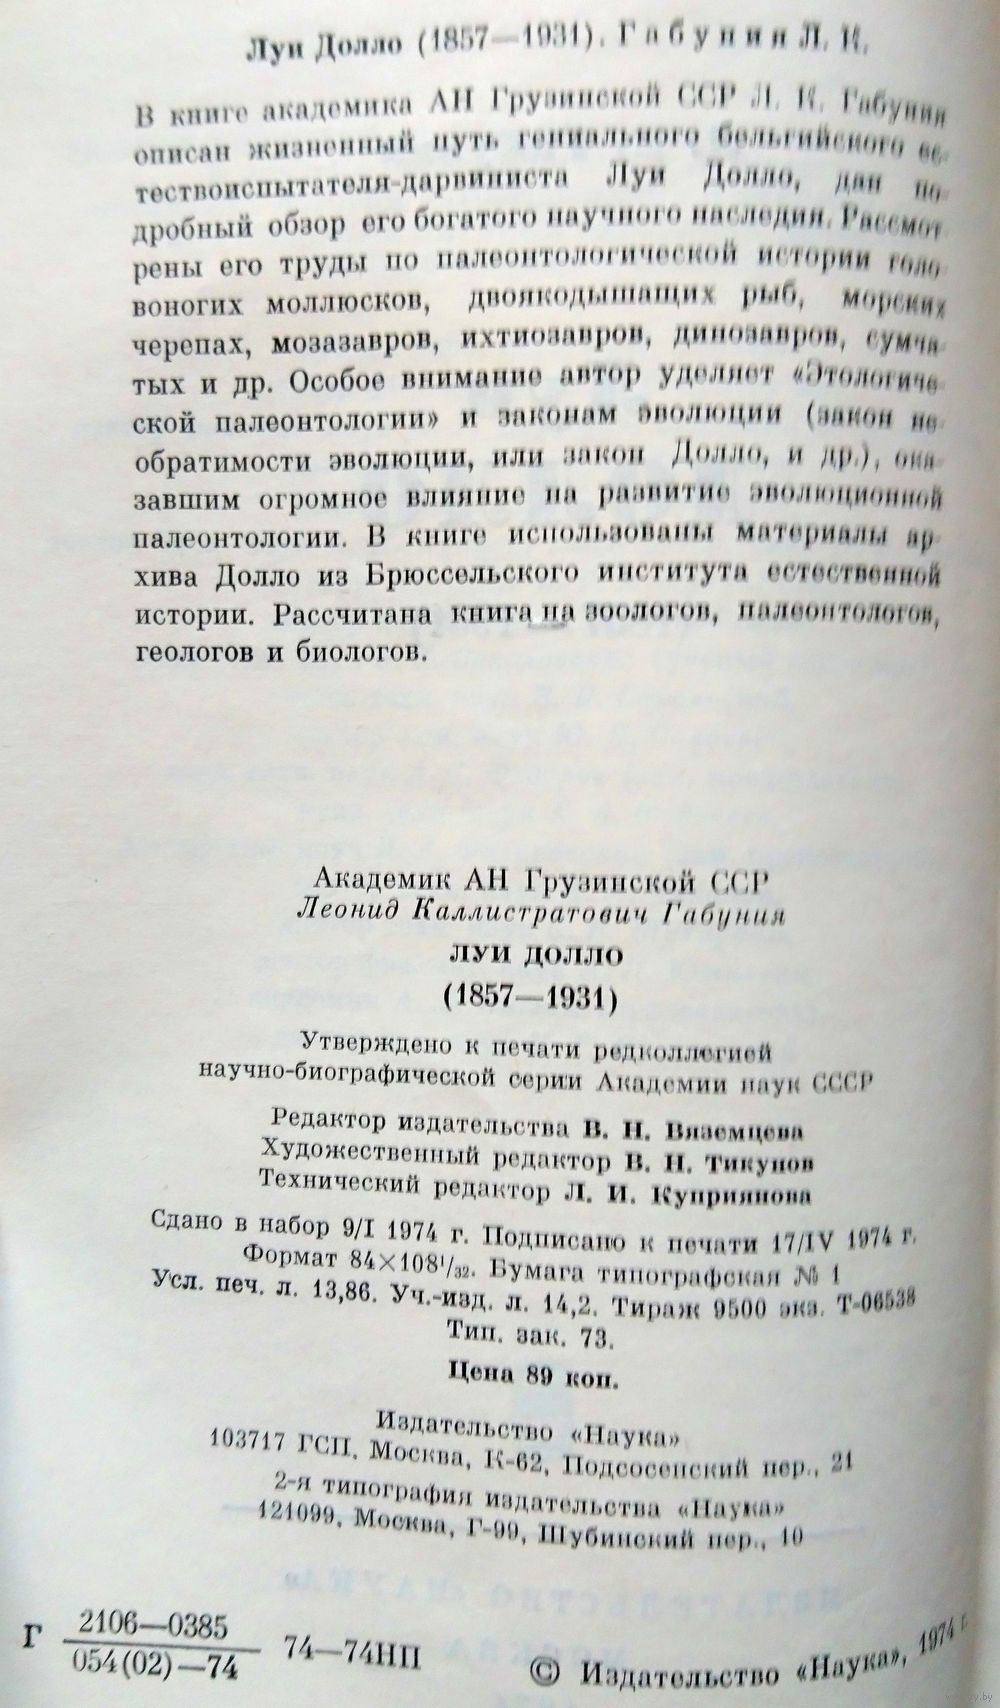 Луи Долло (1857—1931). Габуния Л. К.
В книге академика АН Грузинской ССР Л. К. Габуния
описан жизненный путь гениального бельгийского ес-
тествоиспытателя-дарвиниста Луи Долло, дан по-
дробный обзор его богатого научного наследия. Рассмот-
рены его труды по палеонтологической истории голо-
воногих моллюсков, двоякодышащих рыб, морских
черепах, мозазавров, ихтиозавров, динозавров, сумча-
тых и др. Особое внимание автор уделяет «Этологиче-
ской палеонтологии» и законам эволюции (закон не-
обратимости эволюции, или закон Долло, и др.), ока-
завшим огромное влияние на развитие эволюционной
палеонтологии. В книге использованы материалы ар-
хива Долло из Брюссельского института естественной
истории. Рассчитана книга на зоологов, палеонтологов,
геологов и биологов.
Академик АН Грузинской ССР
Леонид Каллистратович Габуния
ЛУИ ДОЛЛО
(1857—1931)
Утверждено к печати редколлегией
научно-биографической серии Академии наук СССР
Редактор издательства В. Н. Вяземцева
Художественный редактор В. Н. Тикунов
Технический редактор Л. И. Куприянова
Сдано в набор 9/I 1974 г. Подписано к печати 17/IV 1974 г.
Формат 84×108¹/₃₂. Бумага типографская № 1
Усл. печ. л. 13,86. Уч.-изд. л. 14,2. Тираж 9500 экз. Т-06538
Тип. зак. 73.
Цена 89 коп.
Издательство «Наука»
103717 ГСП, Москва, К-62, Подсосенский пер., 21
2-я типография издательства «Наука»
121099, Москва, Г-99, Шубинский пер., 10
Г 2106—0385
054(02)—74 74—74НП
© Издательство «Наука», 1974 г.